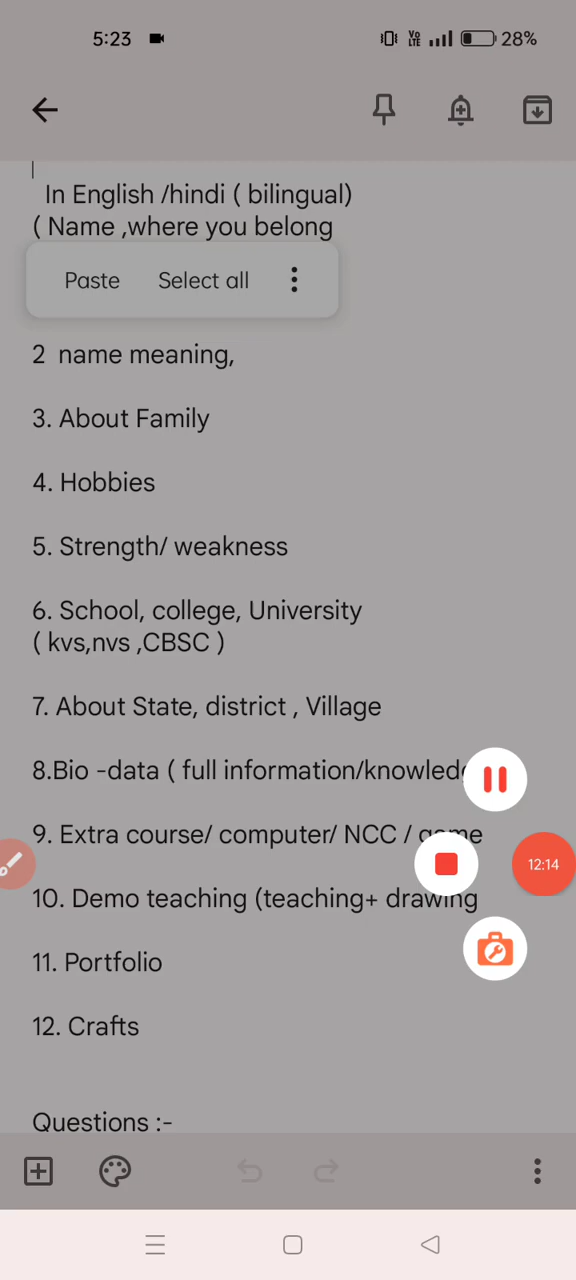 5:23
Vo LTE 28%
In English /hindi ( bilingual)
( Name ,where you belong
Paste Select all
2 name meaning,
3. About Family
4. Hobbies
5. Strength/ weakness
6. School, college, University
( kvs,nvs ,CBSC )
7. About State, district , Village
8.Bio -data ( full information/knowled
9. Extra course/ computer/ NCC / game
12:14
10. Demo teaching (teaching+ drawing
11. Portfolio
12. Crafts
Questions :-